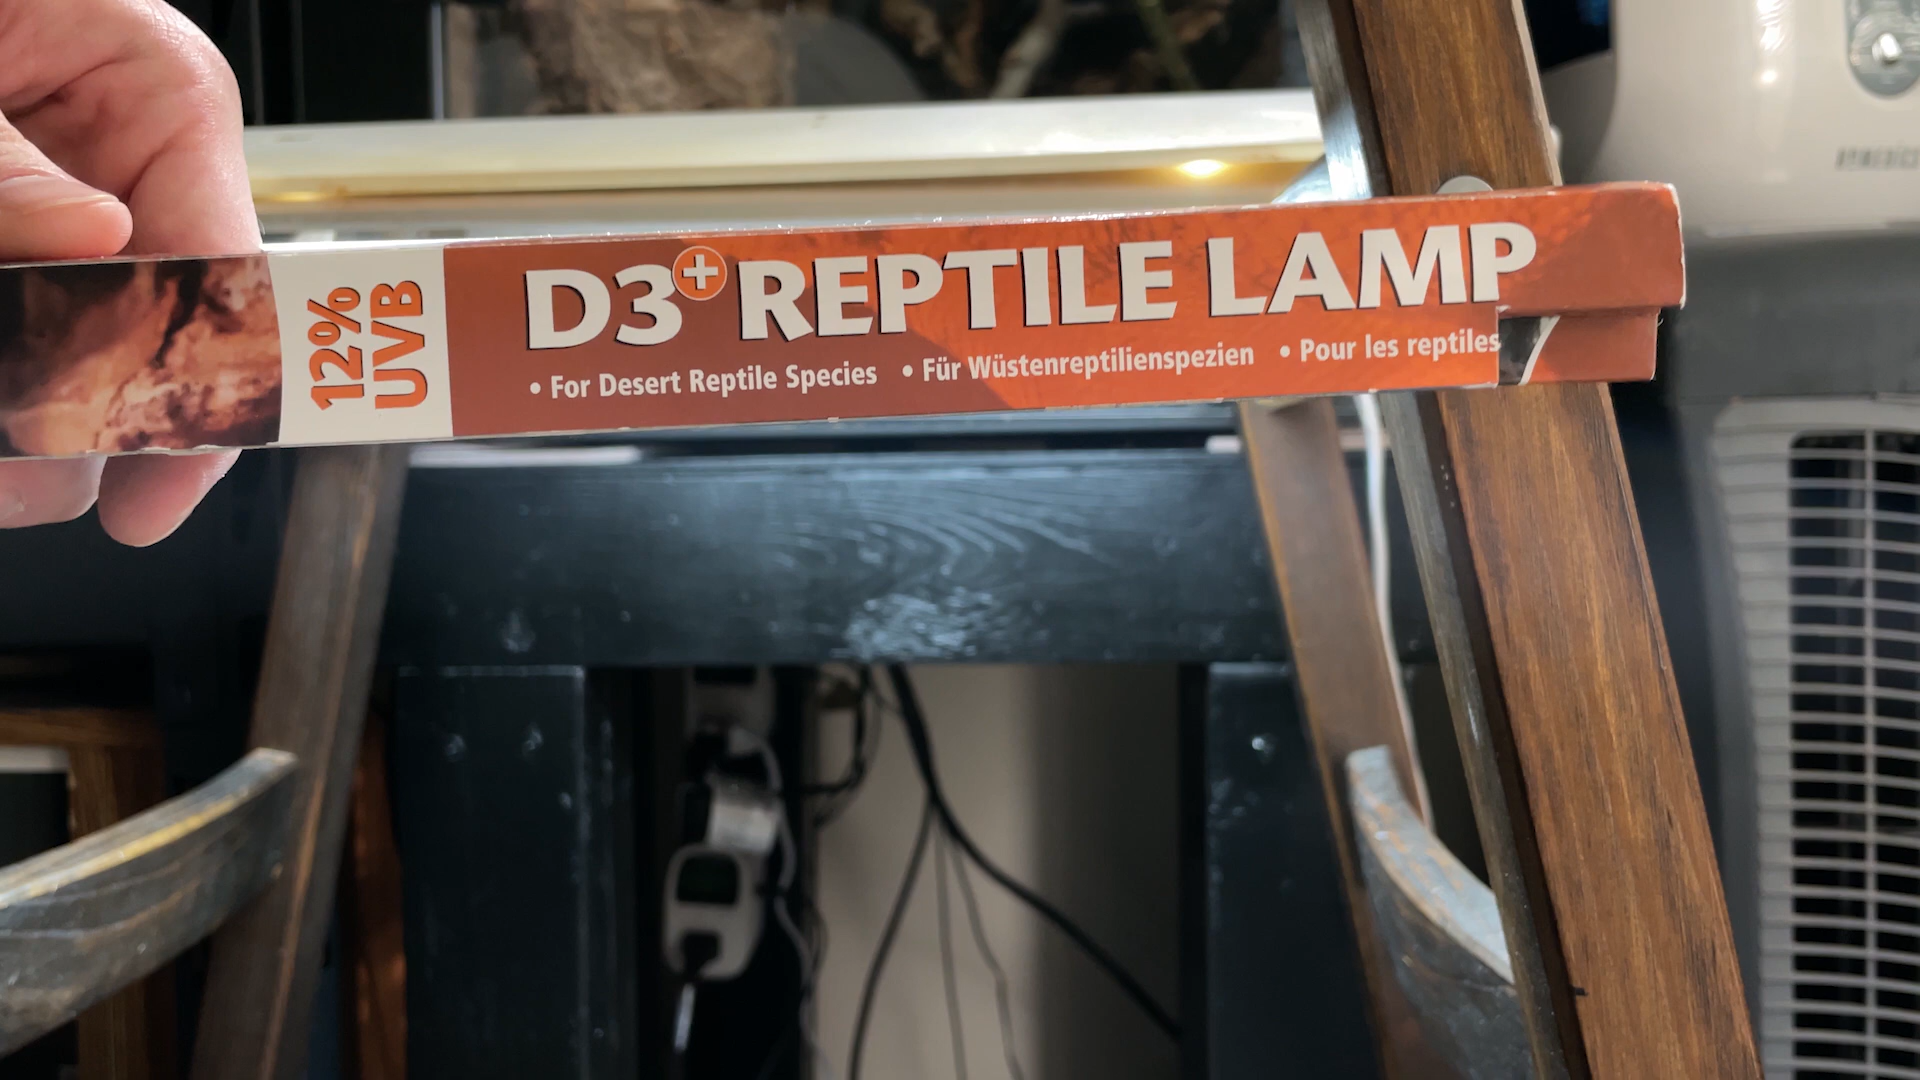 12%
UVB
D3+ REPTILE LAMP
• For Desert Reptile Species • Für Wüstenreptilienspezien • Pour les reptiles